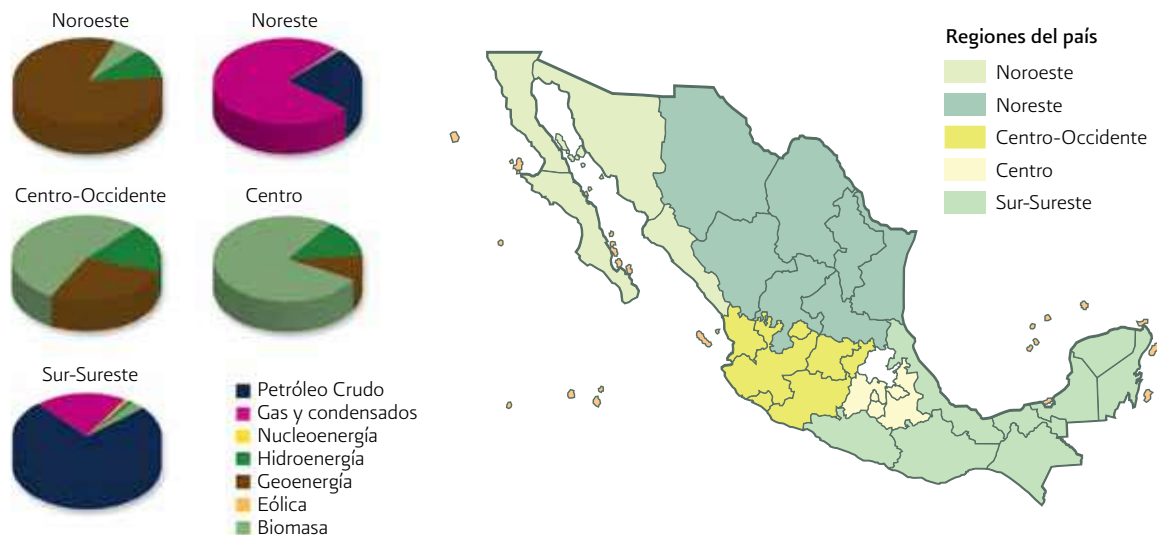 Noroeste
Noreste
Centro-Occidente
Centro
Sur-Sureste
Petróleo Crudo
Gas y condensados
Nucleoenergía
Hidroenergía
Geoenergía
Eólica
Biomasa
Regiones del país
Noroeste
Noreste
Centro-Occidente
Centro
Sur-Sureste